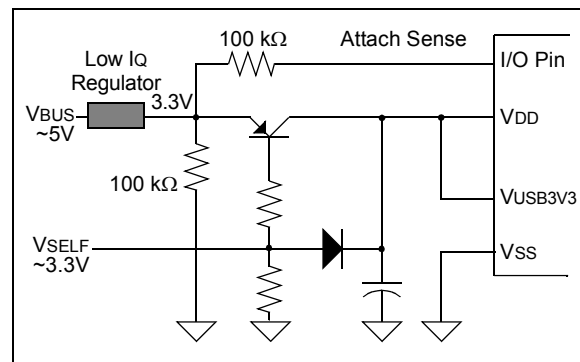 100 kΩ
Attach Sense
I/O Pin
Low IQ
Regulator
3.3V
VBUS
~5V
VDD
100 kΩ
VUSB3V3
VSELF
~3.3V
VSS